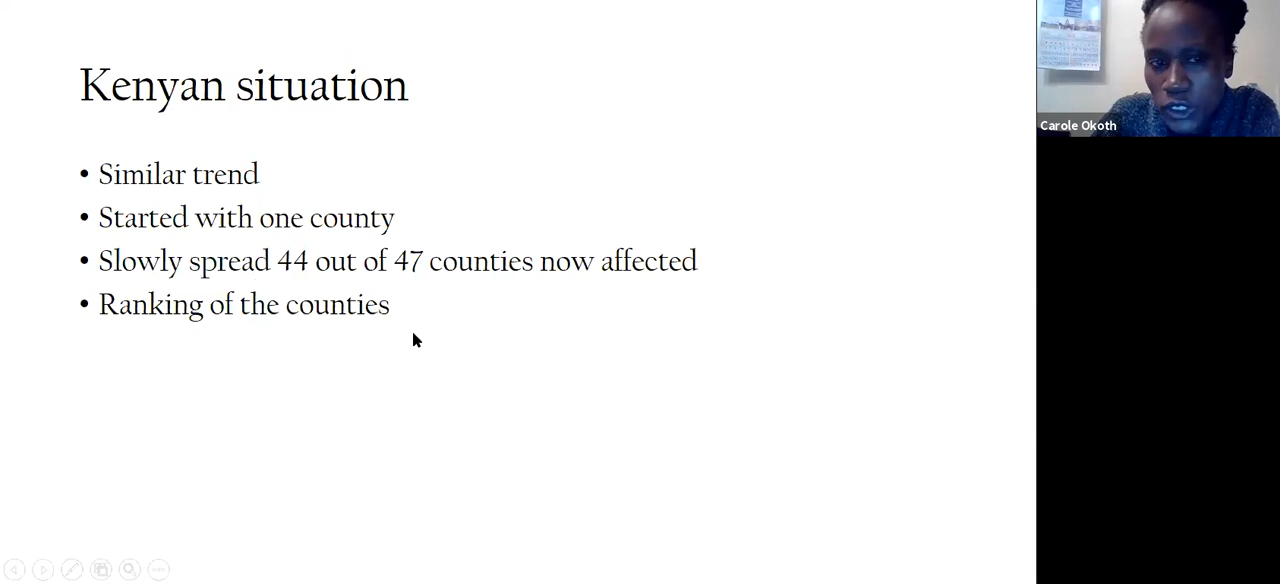 Kenyan situation
• Similar trend
• Started with one county
• Slowly spread 44 out of 47 counties now affected
• Ranking of the counties
Carole Okoth